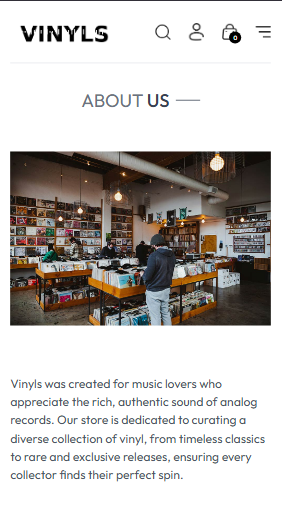 VINYLS
0
ABOUT US
Vinyls was created for music lovers who
appreciate the rich, authentic sound of analog
records. Our store is dedicated to curating a
diverse collection of vinyl, from timeless classics
to rare and exclusive releases, ensuring every
collector finds their perfect spin.